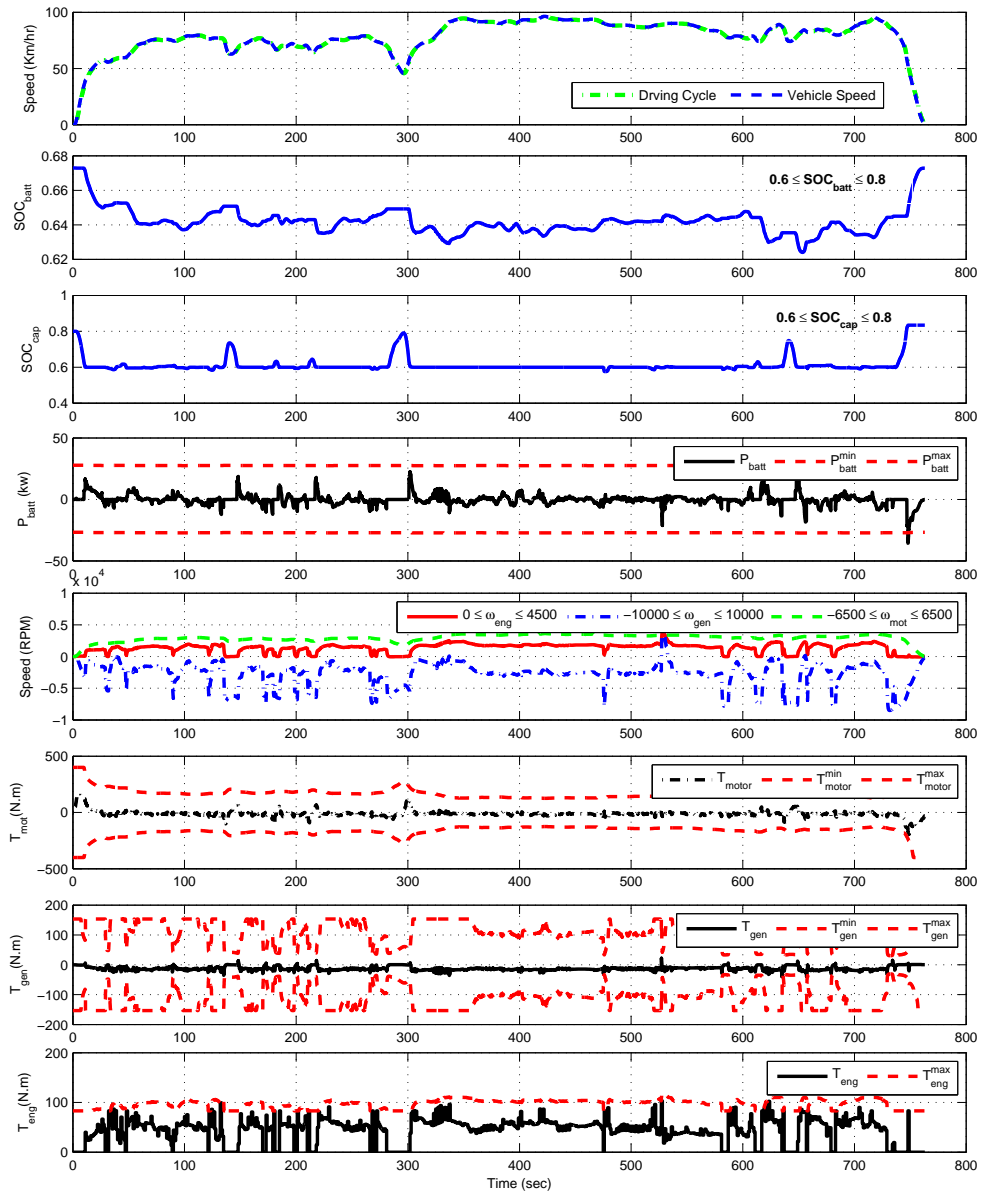 100
50
0
Speed (Km/hr)
Drving Cycle Vehicle Speed
0 100 200 300 400 500 600 700 800
0.68
0.66
0.64
0.62
SOC_batt
0.6 ≤ SOC_batt ≤ 0.8
0 100 200 300 400 500 600 700 800
1
0.8
0.6
0.4
SOC_cap
0.6 ≤ SOC_cap ≤ 0.8
0 100 200 300 400 500 600 700 800
50
0
−50
P_batt (kw)
P_batt P_batt^min P_batt^max
0 100 200 300 400 500 600 700 800
x 10^4
1
0.5
0
−0.5
−1
Speed (RPM)
0 ≤ ω_eng ≤ 4500 −10000 ≤ ω_gen ≤ 10000 −6500 ≤ ω_mot ≤ 6500
0 100 200 300 400 500 600 700 800
500
0
−500
T_mot (N.m)
T_motor T_motor^min T_motor^max
0 100 200 300 400 500 600 700 800
200
100
0
−100
−200
T_gen (N.m)
T_gen T_gen^min T_gen^max
0 100 200 300 400 500 600 700 800
200
100
0
T_eng (N.m)
T_eng T_eng^max
0 100 200 300 400 500 600 700 800
Time (sec)